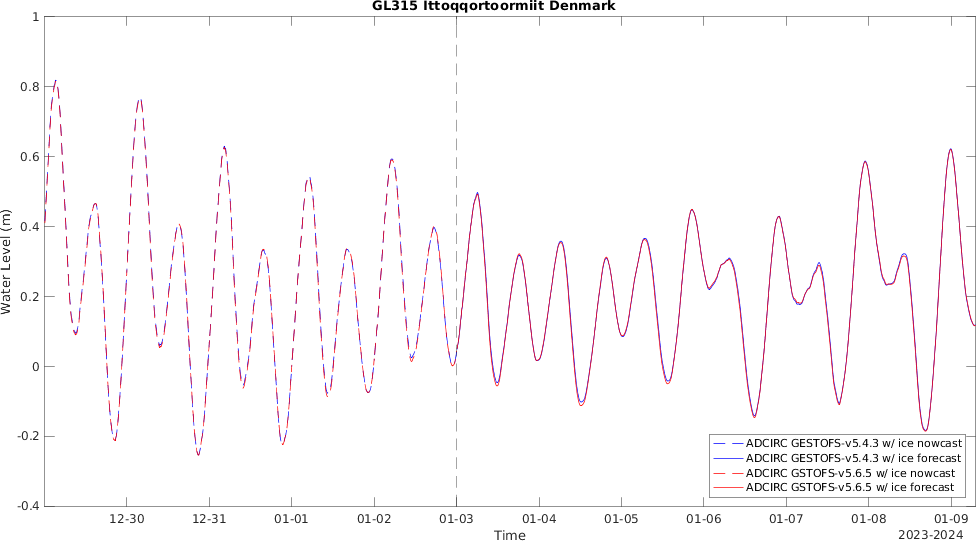 GL315 Ittoqqortoormiit Denmark
1
0.8
0.6
0.4
0.2
0
-0.2
-0.4
Water Level (m)
ADCIRC GESTOFS-v5.4.3 w/ ice nowcast
ADCIRC GESTOFS-v5.4.3 w/ ice forecast
ADCIRC GSTOFS-v5.6.5 w/ ice nowcast
ADCIRC GSTOFS-v5.6.5 w/ ice forecast
12-30 12-31 01-01 01-02 01-03 01-04 01-05 01-06 01-07 01-08 01-09
Time
2023-2024